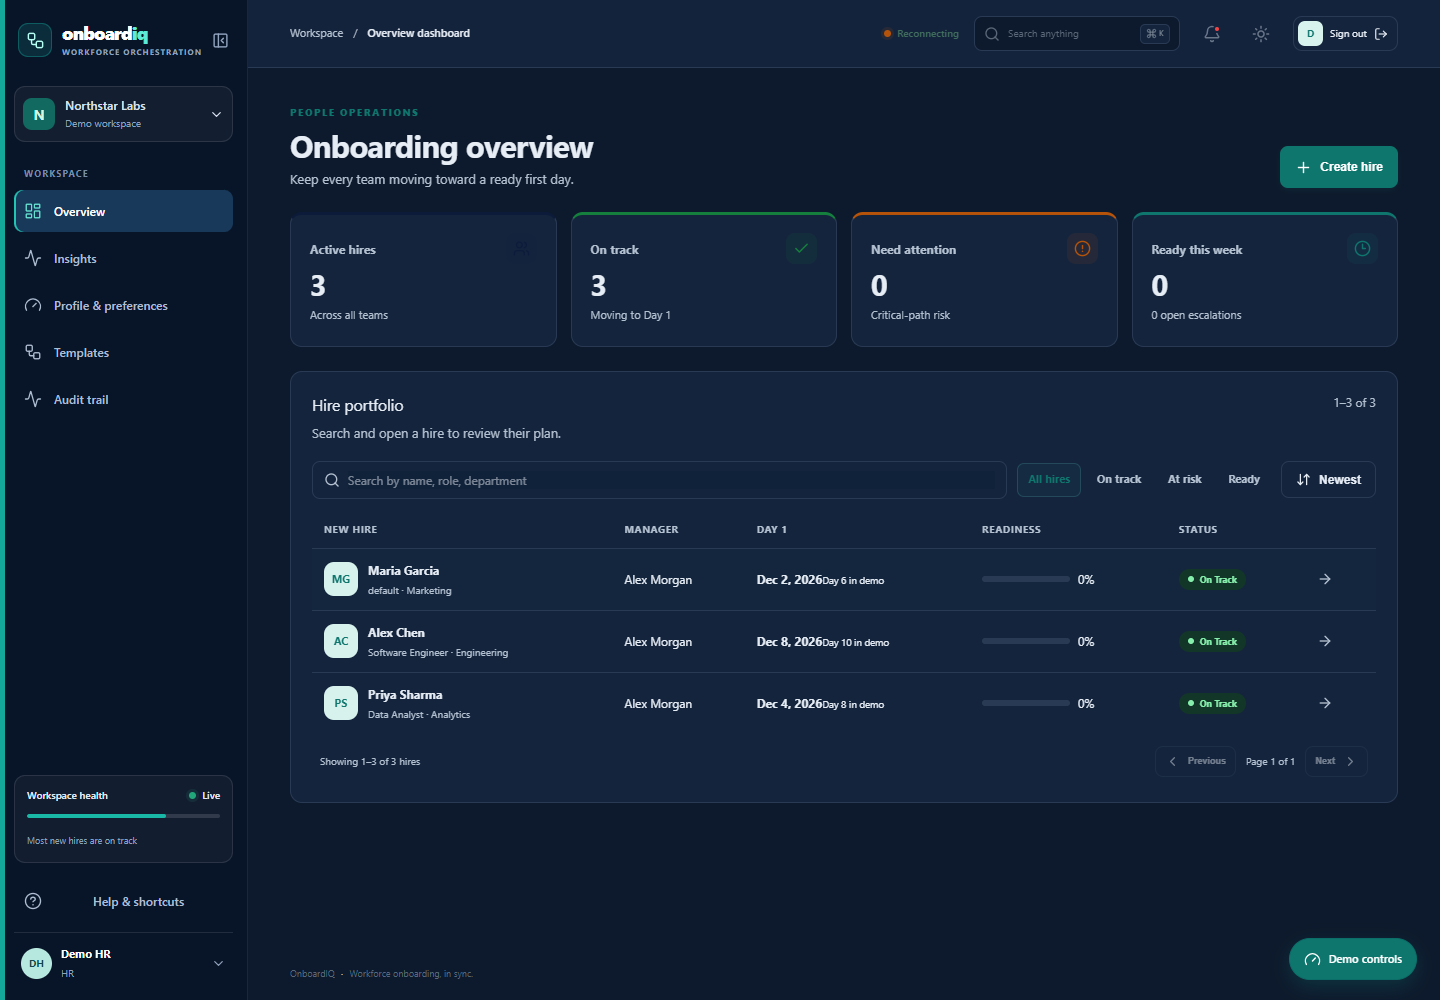 onboardiq
WORKFORCE ORCHESTRATION
N
Northstar Labs
Demo workspace
WORKSPACE
Overview
Insights
Profile & preferences
Templates
Audit trail
Workspace health
Live
Most new hires are on track
Help & shortcuts
DH
Demo HR
HR
Workspace / Overview dashboard
Reconnecting
Search anything
⌘ K
D
Sign out
PEOPLE OPERATIONS
Onboarding overview
Keep every team moving toward a ready first day.
Create hire
Active hires
3
Across all teams
On track
3
Moving to Day 1
Need attention
0
Critical-path risk
Ready this week
0
0 open escalations
Hire portfolio
1–3 of 3
Search and open a hire to review their plan.
Search by name, role, department
All hires
On track
At risk
Ready
Newest
NEW HIRE MANAGER DAY 1 READINESS STATUS
MG
Maria Garcia
default · Marketing
Alex Morgan
Dec 2, 2026Day 6 in demo
0%
On Track
AC
Alex Chen
Software Engineer · Engineering
Alex Morgan
Dec 8, 2026Day 10 in demo
0%
On Track
PS
Priya Sharma
Data Analyst · Analytics
Alex Morgan
Dec 4, 2026Day 8 in demo
0%
On Track
Showing 1–3 of 3 hires
Previous
Page 1 of 1
Next
OnboardIQ · Workforce onboarding, in sync.
Demo controls